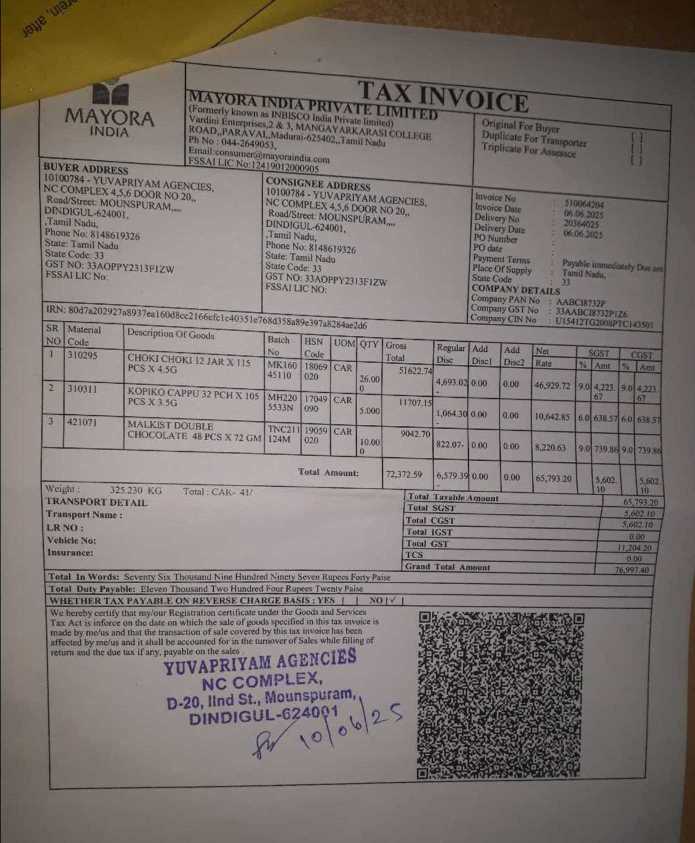 rein, after
MAYORA
INDIA
TAX INVOICE
MAYORA INDIA PRIVATE LIMITED
(Formerly known as INBISCO India Private limited)
Vardini Enterprises,2 & 3, MANGAYARKARASI COLLEGE
ROAD,,PARAVAI,,Madurai-625402,,Tamil Nadu
Ph No : 044-2649053,
Email:consumer@mayoraindia.com
FSSAI LIC No:12419012000905
Original For Buyer [ ]
Duplicate For Transporter [ ]
Triplicate For Assessee [ ]
BUYER ADDRESS
10100784 - YUVAPRIYAM AGENCIES,
NC COMPLEX 4,5,6 DOOR NO 20,,
Road/Street: MOUNSPURAM,,,,
DINDIGUL-624001,
,Tamil Nadu,
Phone No: 8148619326
State: Tamil Nadu
State Code: 33
GST NO: 33AOPPY2313F1ZW
FSSAI LIC No:
CONSIGNEE ADDRESS
10100784 - YUVAPRIYAM AGENCIES,
NC COMPLEX 4,5,6 DOOR NO 20,,
Road/Street: MOUNSPURAM,,,,
DINDIGUL-624001,
,Tamil Nadu,
Phone No: 8148619326
State: Tamil Nadu
State Code: 33
GST NO: 33AOPPY2313F1ZW
FSSAI LIC NO:
Invoice No : 510064204
Invoice Date : 06.06.2025
Delivery No : 20364025
Delivery Date : 06.06.2025
PO Number :
PO date :
Payment Terms : Payable immediately Due
Place Of Supply : Tamil Nadu,
State Code : 33
COMPANY DETAILS
Company PAN No : AABCI8732P
Company GST No : 33AABCI8732P1Z6
Company CIN No : U15412TG2008PTC143501
IRN: 80d7a202927a8937ea160d8cc2166cfc1c40351e768d358a89e397a8284ae2d6
SR NO Material Code Description Of Goods Batch No HSN Code UOM QTY Gross Total Regular Disc Add Disc1 Add Disc2 Net Rate SGST % Amt CGST % Amt
1 310295 CHOKI CHOKI 12 JAR X 115 PCS X 4.5G MK160 45110 18069 020 CAR 26.00 0 51622.74 4,693.02 - 0.00 0.00 46,929.72 9.0 4,223. 67 9.0 4,223. 67
2 310311 KOPIKO CAPPU 32 PCH X 105 PCS X 3.5G MH220 5533N 17049 090 CAR 5.000 11707.15 1,064.30 - 0.00 0.00 10,642.85 6.0 638.57 6.0 638.57
3 421071 MALKIST DOUBLE CHOCOLATE 48 PCS X 72 GM TNC211 124M 19059 020 CAR 10.00 0 9042.70 822.07- 0.00 0.00 8,220.63 9.0 739.86 9.0 739.86
Total Amount: 72,372.59 6,579.39 - 0.00 0.00 65,793.20 5,602. 10 5,602. 10
Weight : 325.230 KG Total : CAR- 41/
TRANSPORT DETAIL
Transport Name :
LR NO :
Vehicle No:
Insurance:
Total Taxable Amount 65,793.20
Total SGST 5,602.10
Total CGST 5,602.10
Total IGST 0.00
Total GST 11,204.20
TCS 0.00
Grand Total Amount 76,997.40
Total In Words: Seventy Six Thousand Nine Hundred Ninety Seven Rupees Forty Paise
Total Duty Payable: Eleven Thousand Two Hundred Four Rupees Twenty Paise
WHETHER TAX PAYABLE ON REVERSE CHARGE BASIS : YES [ ] NO [√ ]
We hereby certify that my/our Registration certificate under the Goods and Services
Tax Act is inforce on the date on which the sale of goods specified in this tax invoice is
made by me/us and that the transaction of sale covered by this tax invoice has been
affected by me/us and it shall be accounted for in the turnover of Sales while filling of
return and the due tax if any, payable on the sales .
YUVAPRIYAM AGENCIES
NC COMPLEX,
D-20, IInd St., Mounspuram,
DINDIGUL-624001
10/06/25